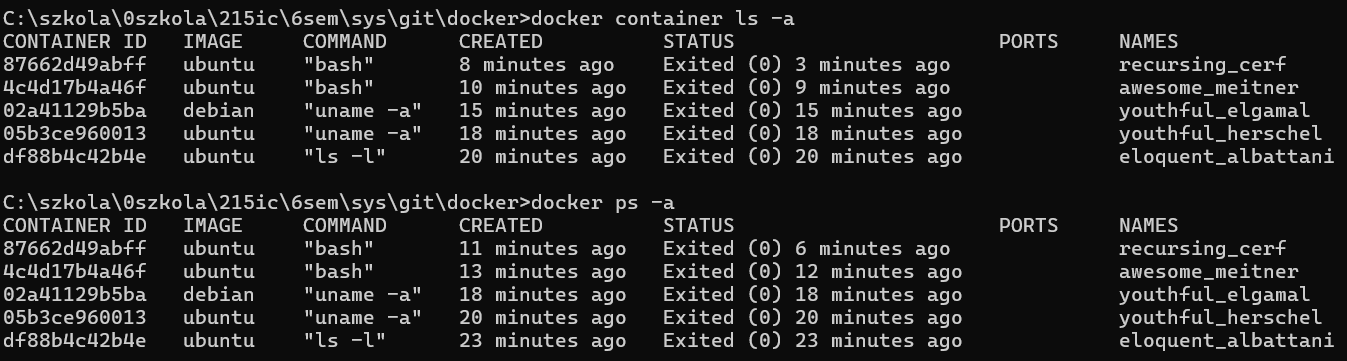 C:\szkola\0szkola\215ic\6sem\sys\git\docker>docker container ls -a
CONTAINER ID   IMAGE     COMMAND      CREATED          STATUS                      PORTS     NAMES
87662d49abff   ubuntu    "bash"       8 minutes ago    Exited (0) 3 minutes ago              recursing_cerf
4c4d17b4a46f   ubuntu    "bash"       10 minutes ago   Exited (0) 9 minutes ago              awesome_meitner
02a41129b5ba   debian    "uname -a"   15 minutes ago   Exited (0) 15 minutes ago             youthful_elgamal
05b3ce960013   ubuntu    "uname -a"   18 minutes ago   Exited (0) 18 minutes ago             youthful_herschel
df88b4c42b4e   ubuntu    "ls -l"      20 minutes ago   Exited (0) 20 minutes ago             eloquent_albattani
C:\szkola\0szkola\215ic\6sem\sys\git\docker>docker ps -a
CONTAINER ID   IMAGE     COMMAND      CREATED          STATUS                      PORTS     NAMES
87662d49abff   ubuntu    "bash"       11 minutes ago   Exited (0) 6 minutes ago              recursing_cerf
4c4d17b4a46f   ubuntu    "bash"       13 minutes ago   Exited (0) 12 minutes ago             awesome_meitner
02a41129b5ba   debian    "uname -a"   18 minutes ago   Exited (0) 18 minutes ago             youthful_elgamal
05b3ce960013   ubuntu    "uname -a"   20 minutes ago   Exited (0) 20 minutes ago             youthful_herschel
df88b4c42b4e   ubuntu    "ls -l"      23 minutes ago   Exited (0) 23 minutes ago             eloquent_albattani